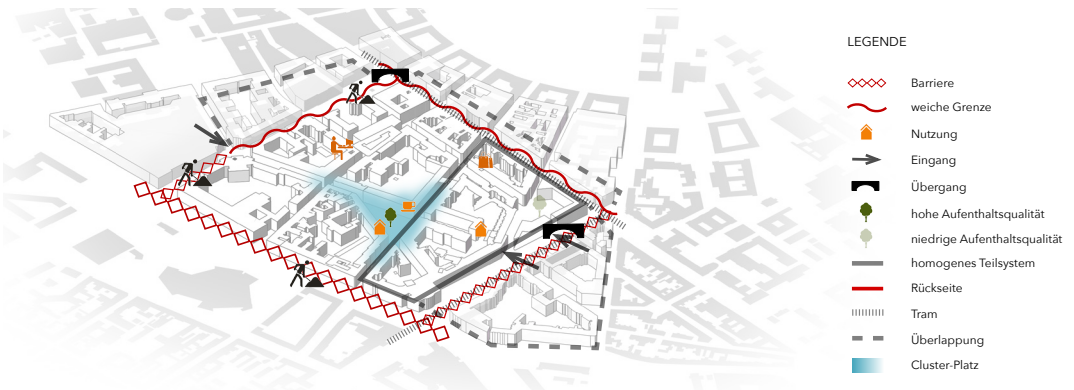 LEGENDE
Barriere
weiche Grenze
Nutzung
Eingang
Übergang
hohe Aufenthaltsqualität
niedrige Aufenthaltsqualität
homogenes Teilsystem
Rückseite
Tram
Überlappung
Cluster-Platz